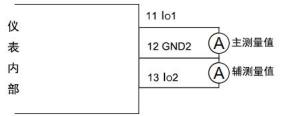 仪表内部
11 Io1
12 GND2
A 主测量值
13 Io2
A 辅测量值